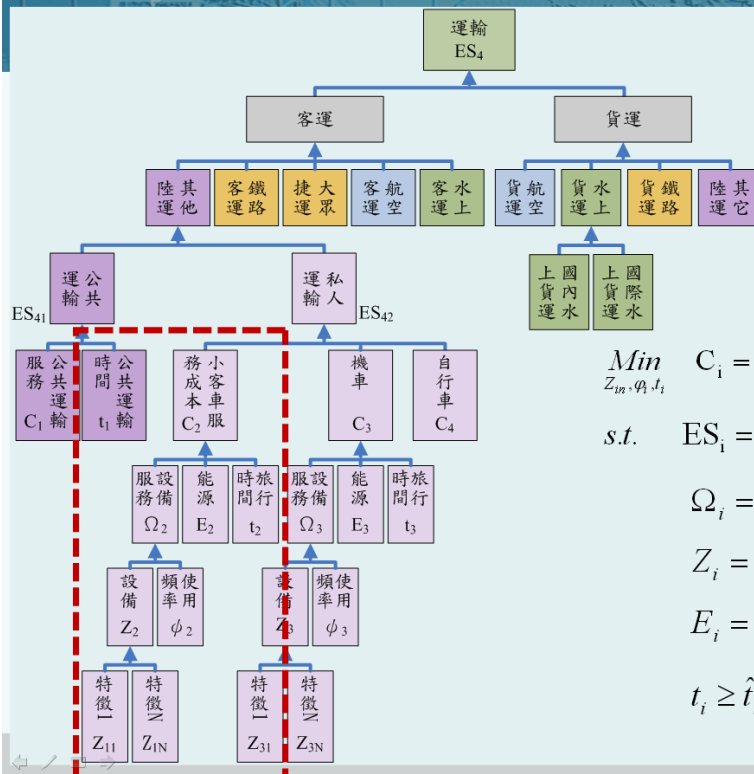 運輸
ES₄
客運
貨運
其他
陸運
鐵路
客運
大眾
捷運
航空
客運
水上
客運
航空
貨運
水上
貨運
鐵路
貨運
其它
陸運
公共
運輸
ES₄₁
私人
運輸
ES₄₂
國內水
上貨運
國際水
上貨運
公共運輸
服務
C₁
公共運輸
時間
t₁
小客車服
務成本
C₂
機車
C₃
自行車
C₄
設備
服務
Ω₂
能源
E₂
旅行
時間
t₂
設備
服務
Ω₃
能源
E₃
旅行
時間
t₃
設備
Z₂
使用
頻率
ϕ₂
設備
Z₃
使用
頻率
ϕ₃
特徵1
Z₁₁
特徵N
Z₁N
特徵1
Z₃₁
特徵N
Z₃N
Min Cᵢ =
Zᵢₙ,φᵢ,tᵢ
s.t. ESᵢ =
Ωᵢ =
Zᵢ =
Eᵢ =
tᵢ ≥ t̂